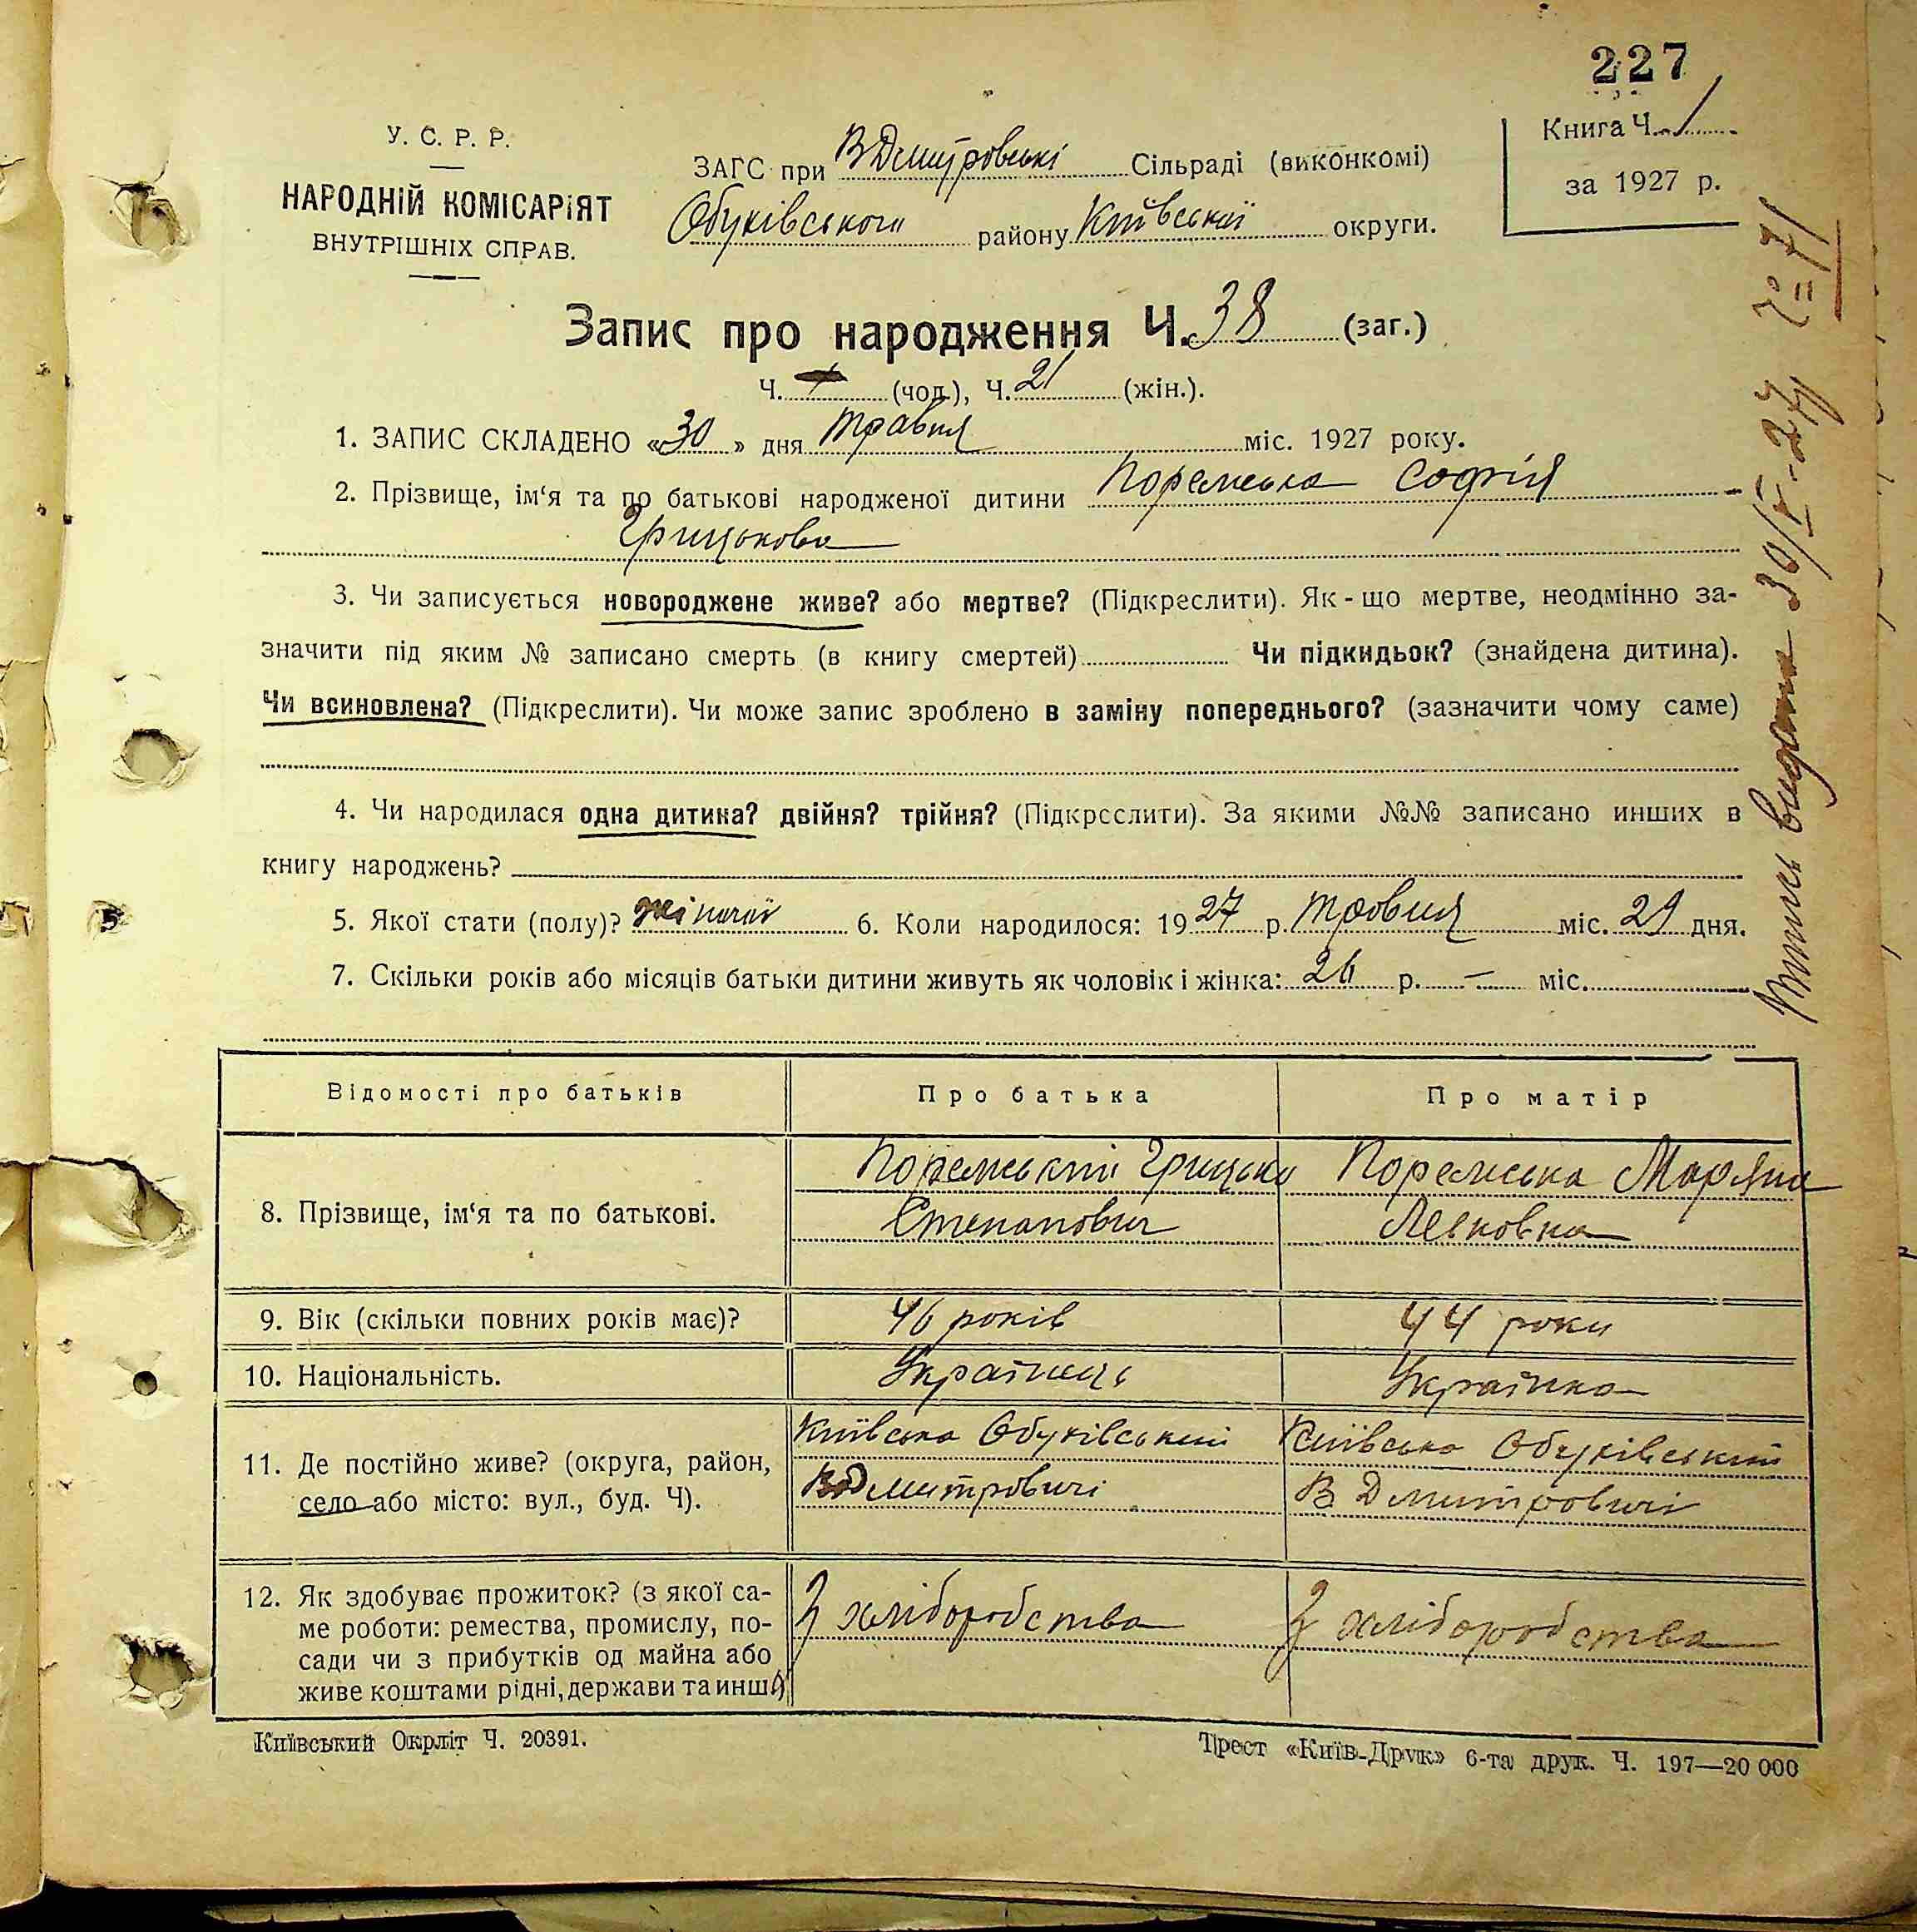 227
У. С. Р. Р.
НАРОДНІЙ КОМІСАРІЯТ
ВНУТРІШНІХ СПРАВ.
ЗАГС при ВДмитровські Сільраді (виконкомі)
Обухівського району Київської округи.
Книга Ч. 1
за 1927 р.
Запис про народження Ч. 38 (заг.)
Ч. (чол.), Ч. 21 (жін.).
1. ЗАПИС СКЛАДЕНО «30» дня травня міс. 1927 року.
2. Прізвище, ім‘я та по батькові народженої дитини Поремська Софія
Грицькова
3. Чи записується новороджене живе? або мертве? (Підкреслити). Як-що мертве, неодмінно за-
значити під яким № записано смерть (в книгу смертей) Чи підкидьок? (знайдена дитина).
Чи всиновлена? (Підкреслити). Чи може запис зроблено в заміну попереднього? (зазначити чому саме)
4. Чи народилася одна дитина? двійня? трійня? (Підкреслити). За якими №№ записано инших в
книгу народжень?
5. Якої стати (полу)? жіночої 6. Коли народилося: 1927 р. травня міс. 29 дня.
7. Скільки років або місяців батьки дитини живуть як чоловік і жінка: 26 р. — міс.
Відомості про батьків Про батька Про матір
8. Прізвище, ім‘я та по батькові.
Поремський Грицько
Степанович
Поремська Мар'яна
9. Вік (скільки повних років має)? 46 років 44 роки
10. Національність. Українець Українка
11. Де постійно живе? (округа, район,
село або місто: вул., буд. Ч).
Київська Обухівський
ВДмитровичі
Київська Обухівський
В Дмитровичі
12. Як здобуває прожиток? (з якої са-
ме роботи: ремества, промислу, по-
сади чи з прибутків од майна або
живе коштами рідні, держави та инш.)
З хліборобства
З хліборобства
Київський Окрліт Ч. 20391.
Трест «Київ-Друк» 6-та друк. Ч. 197—20 000
видана 30/V-27